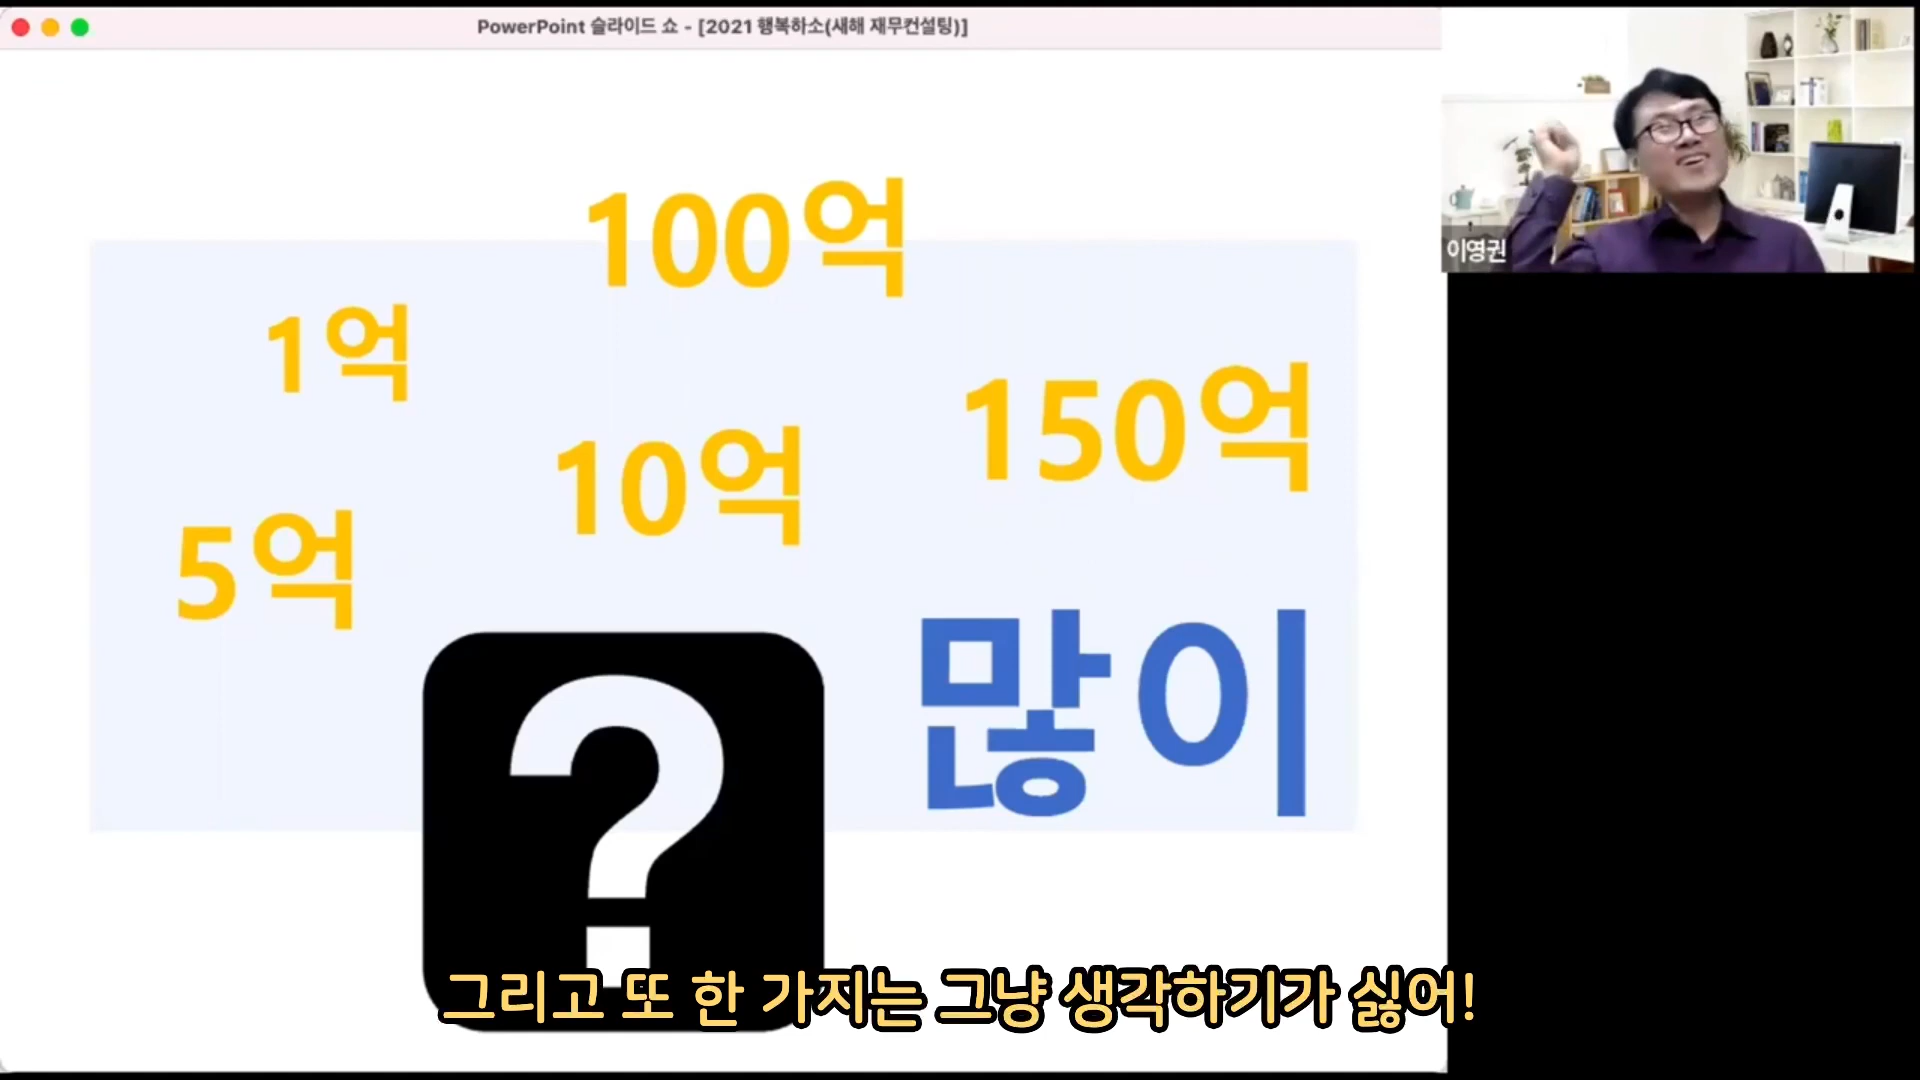 PowerPoint 슬라이드 쇼 - [2021 행복하소(새해 재무컨설팅)]
100억
1억
150억
10억
5억
많이
?
이영권
그리고 또 한 가지는 그냥 생각하기가 싫어!